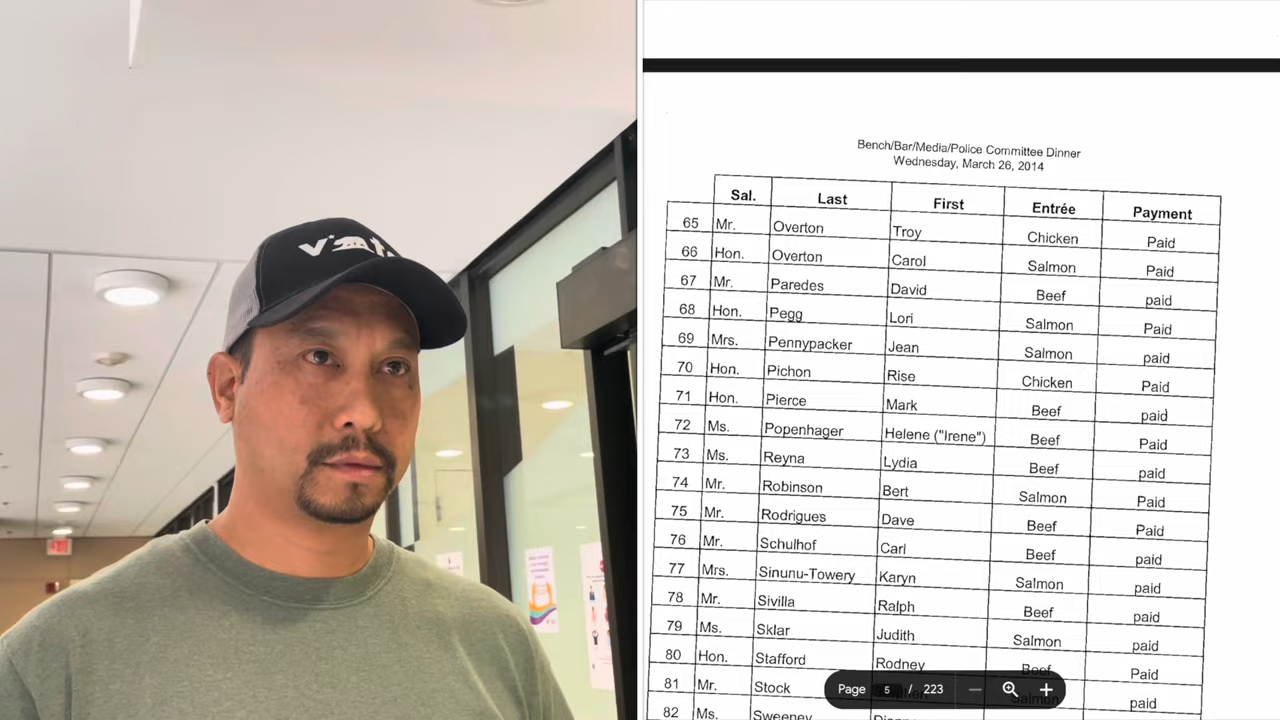 Bench/Bar/Media/Police Committee Dinner
Wednesday, March 26, 2014
Sal. Last First Entrée Payment
65 Mr. Overton Troy Chicken Paid
66 Hon. Overton Carol Salmon Paid
67 Mr. Paredes David Beef paid
68 Hon. Pegg Lori Salmon Paid
69 Mrs. Pennypacker Jean Salmon paid
70 Hon. Pichon Rise Chicken Paid
71 Hon. Pierce Mark Beef paid
72 Ms. Popenhager Helene ("Irene") Beef Paid
73 Ms. Reyna Lydia Beef paid
74 Mr. Robinson Bert Salmon Paid
75 Mr. Rodrigues Dave Beef Paid
76 Mr. Schulhof Carl Beef paid
77 Mrs. Sinunu-Towery Karyn Salmon paid
78 Mr. Sivilla Ralph Beef paid
79 Ms. Sklar Judith Salmon paid
80 Hon. Stafford Rodney Beef Paid
81 Mr. Stock Salmon paid
82 Ms. Sweeney
Page 5 / 223